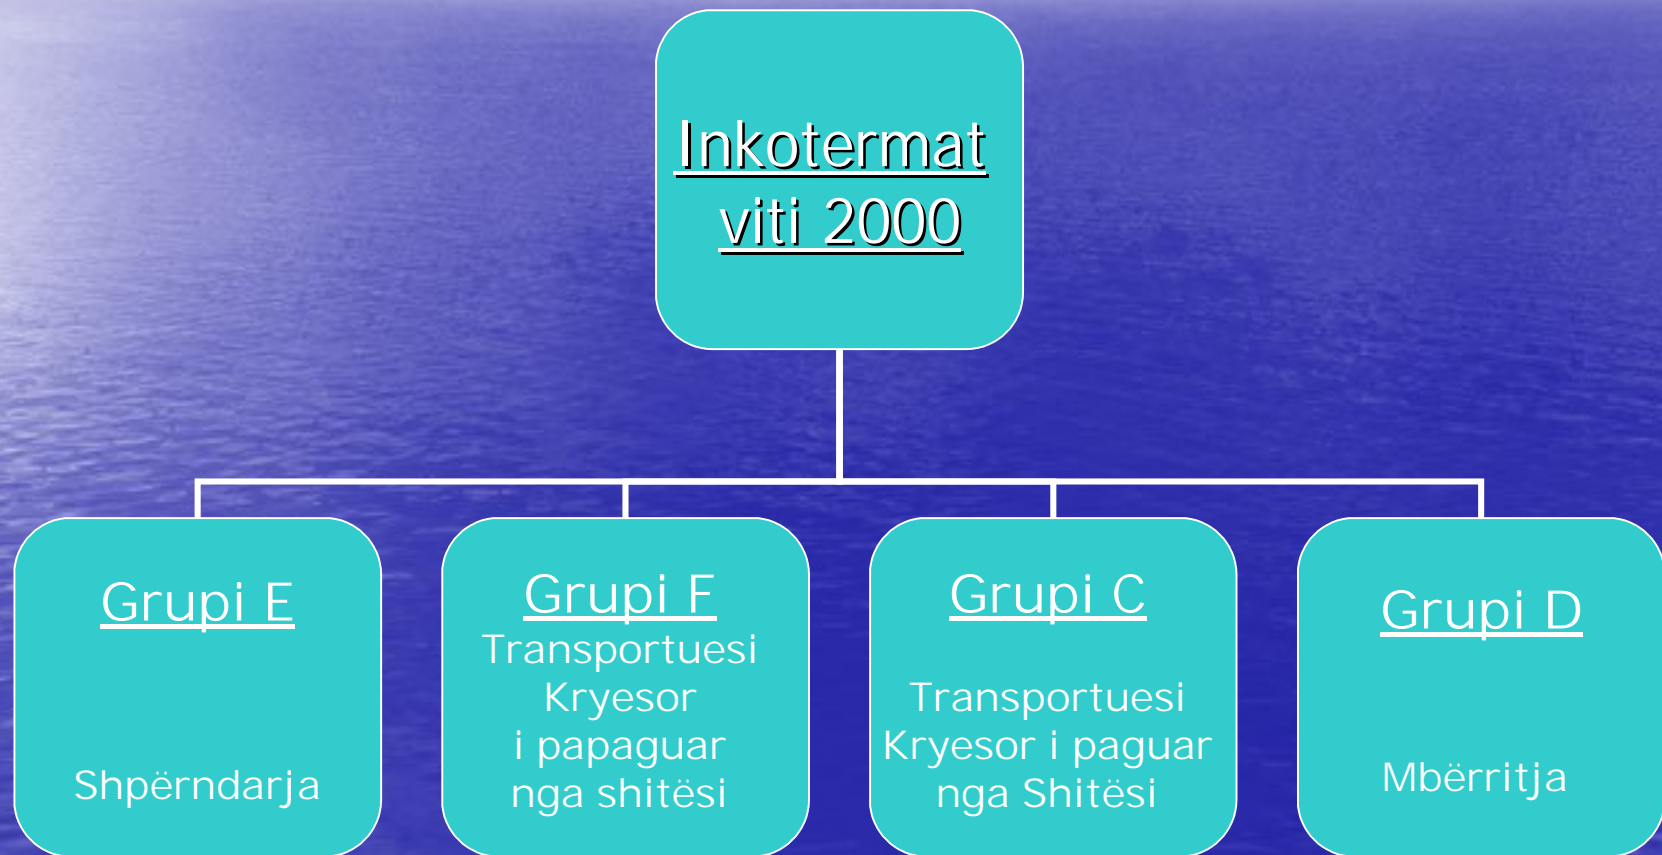 Inkotermat
viti 2000
Grupi E
Shpërndarja
Grupi F
Transportuesi
Kryesor
i papaguar
nga shitësi
Grupi C
Transportuesi
Kryesor i paguar
nga Shitësi
Grupi D
Mbërritja